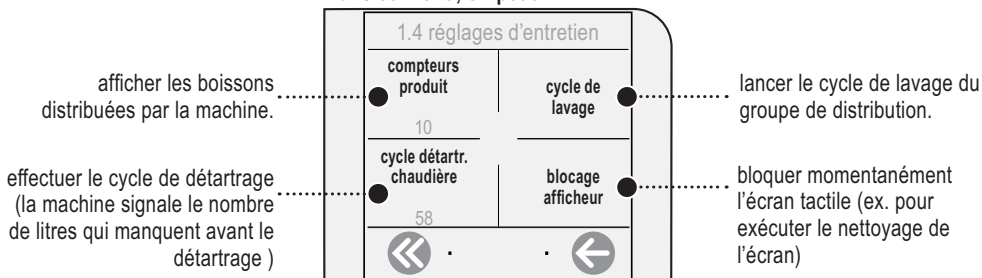 1.4 réglages d'entretien
afficher les boissons
distribuées par la machine.
compteurs
produit
10
cycle de
lavage
lancer le cycle de lavage du
groupe de distribution.
effectuer le cycle de détartrage
(la machine signale le nombre
de litres qui manquent avant le
détartrage )
cycle détartr.
chaudière
58
blocage
afficheur
bloquer momentanément
l'écran tactile (ex. pour
exécuter le nettoyage de
l'écran)